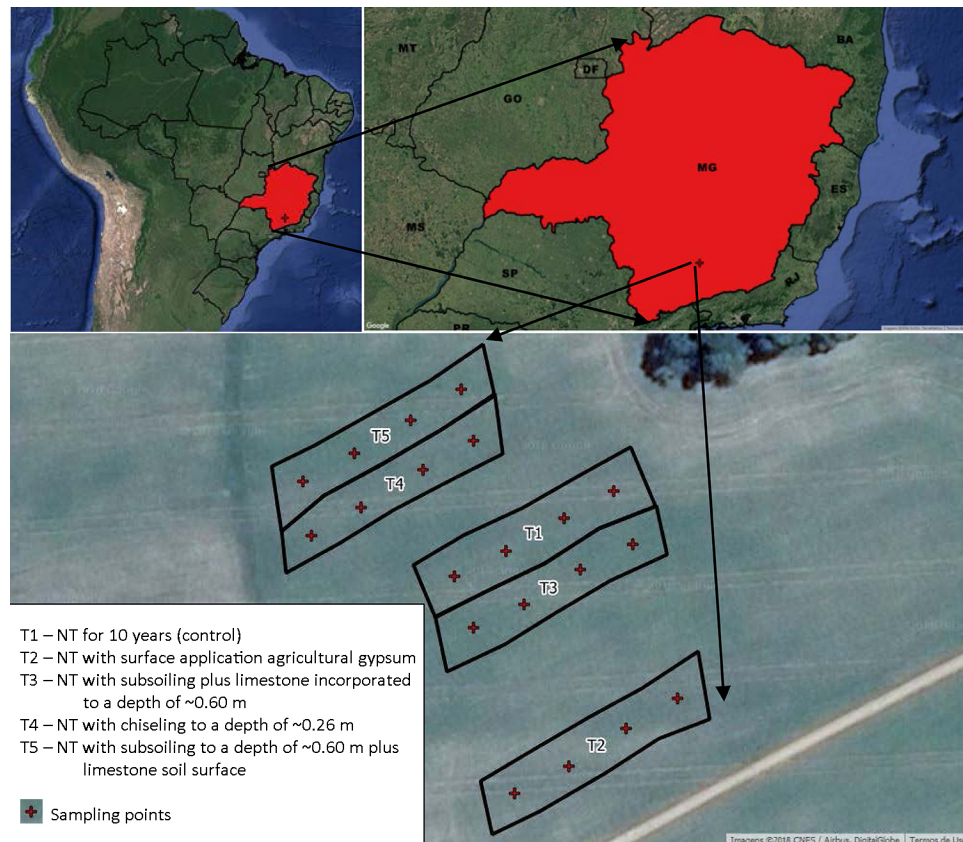 MT
BA
DF
GO
MG
ES
MS
SP
RJ
PR
Google
T5
T4
T1
T3
T2
T1 – NT for 10 years (control)
T2 – NT with surface application agricultural gypsum
T3 – NT with subsoiling plus limestone incorporated
to a depth of ~0.60 m
T4 – NT with chiseling to a depth of ~0.26 m
T5 – NT with subsoiling to a depth of ~0.60 m plus
limestone soil surface
Sampling points
Imagens ©2018 CNES / Airbus, DigitalGlobe Termos de Us